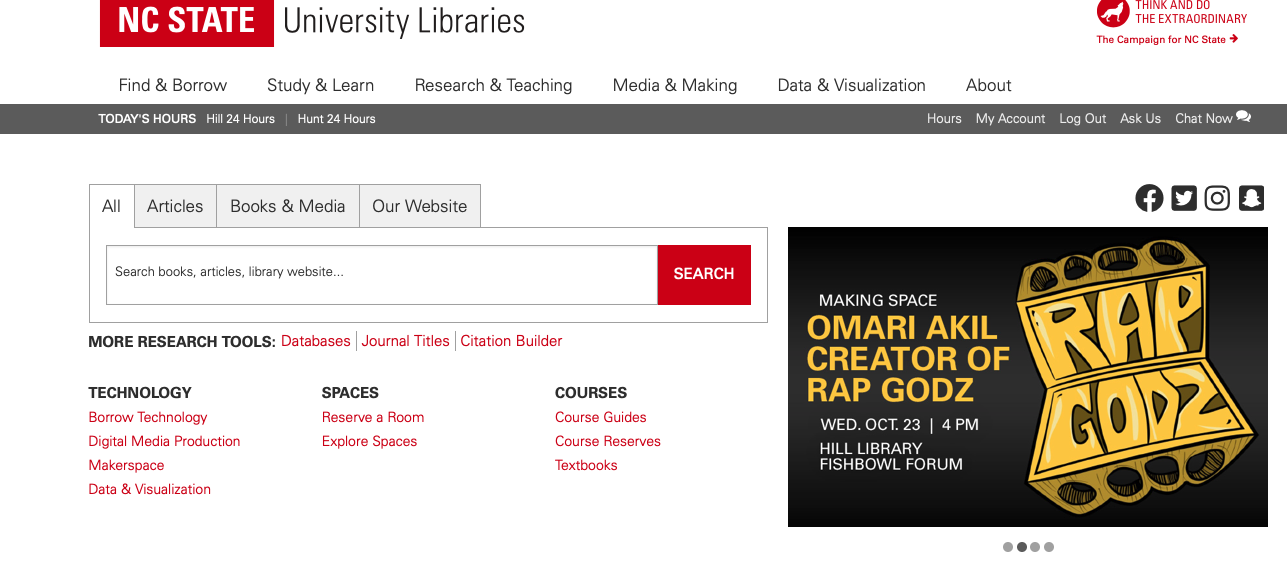 NC STATE University Libraries
THINK AND DO
THE EXTRAORDINARY
The Campaign for NC State
Find & Borrow Study & Learn Research & Teaching Media & Making Data & Visualization About
TODAY'S HOURS Hill 24 Hours | Hunt 24 Hours Hours My Account Log Out Ask Us Chat Now
All Articles Books & Media Our Website
Search books, articles, library website... SEARCH
MORE RESEARCH TOOLS: Databases Journal Titles Citation Builder
TECHNOLOGY
Borrow Technology
Digital Media Production
Makerspace
Data & Visualization
SPACES
Reserve a Room
Explore Spaces
COURSES
Course Guides
Course Reserves
Textbooks
MAKING SPACE
OMARI AKIL
CREATOR OF
RAP GODZ
WED. OCT. 23 | 4 PM
HILL LIBRARY
FISHBOWL FORUM
RAP
GODZ